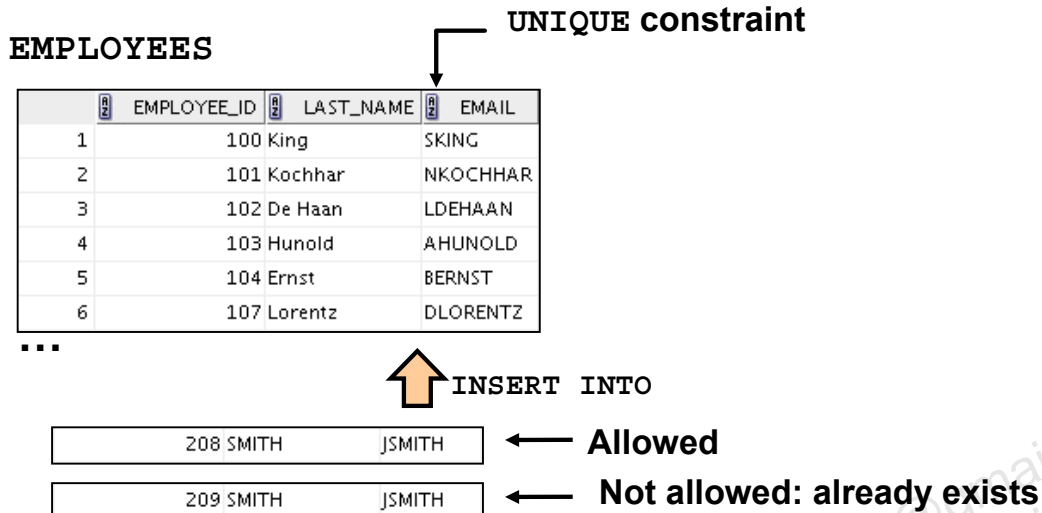 UNIQUE constraint
EMPLOYEES
EMPLOYEE_ID LAST_NAME EMAIL
1 100 King SKING
2 101 Kochhar NKOCHHAR
3 102 De Haan LDEHAAN
4 103 Hunold AHUNOLD
5 104 Ernst BERNST
6 107 Lorentz DLORENTZ
...
INSERT INTO
208 SMITH JSMITH Allowed
209 SMITH JSMITH Not allowed: already exists